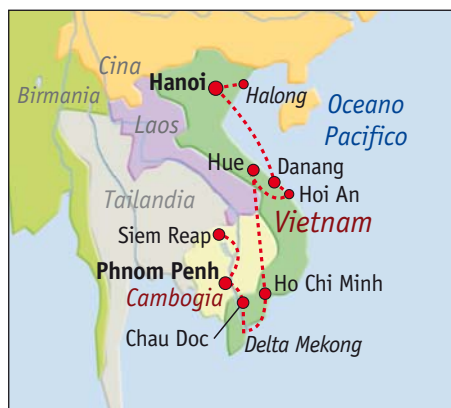 Cina
Hanoi
Halong
Birmania
Laos
Oceano
Pacifico
Hue
Danang
Hoi An
Tailandia
Vietnam
Siem Reap
Phnom Penh
Cambogia
Ho Chi Minh
Chau Doc
Delta Mekong